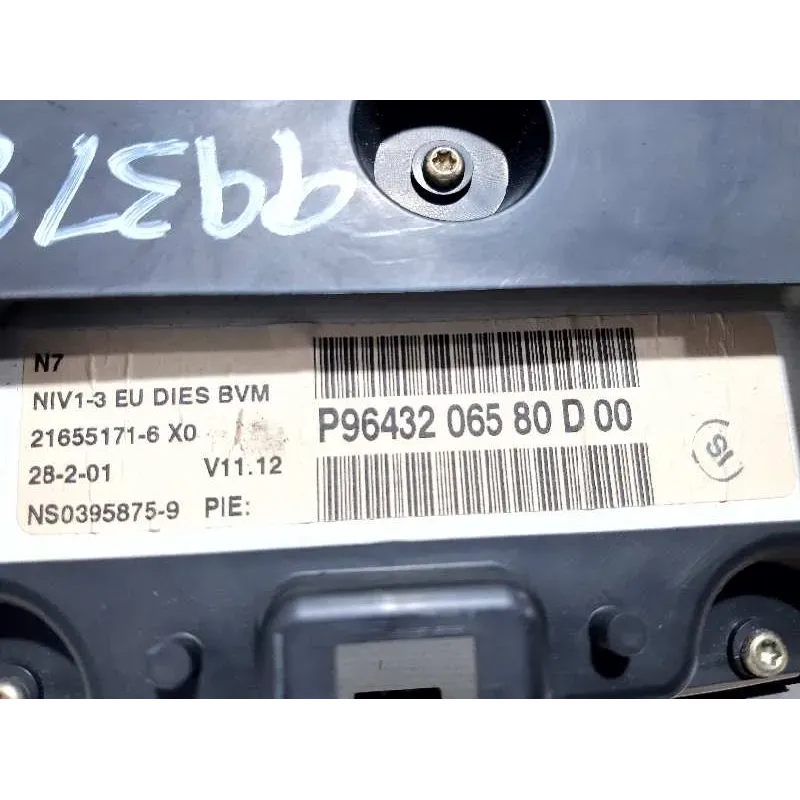 99378
N7
NIV1-3 EU DIES BVM
21655171-6 X0
28-2-01 V11.12
NS0395875-9 PIE:
P96432 065 80 D 00